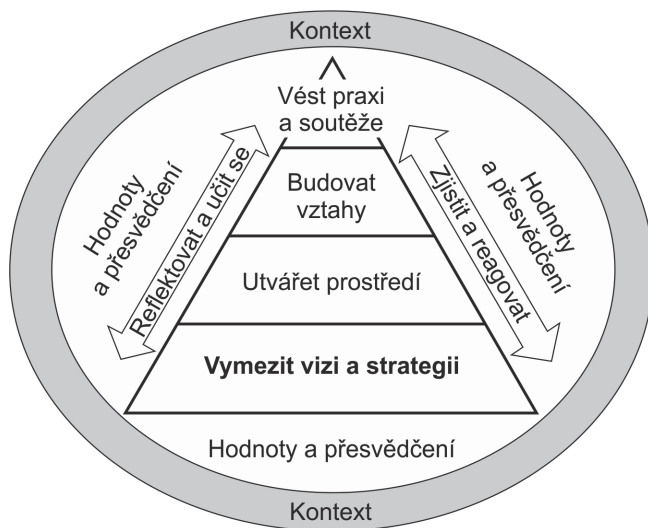 Kontext
Vést praxi
a soutěže
Hodnoty
a přesvědčení
Reflektovat a učit se
Zjistit a reagovat
Hodnoty
a přesvědčení
Budovat
vztahy
Utvářet prostředí
Vymezit vizi a strategii
Hodnoty a přesvědčení
Kontext